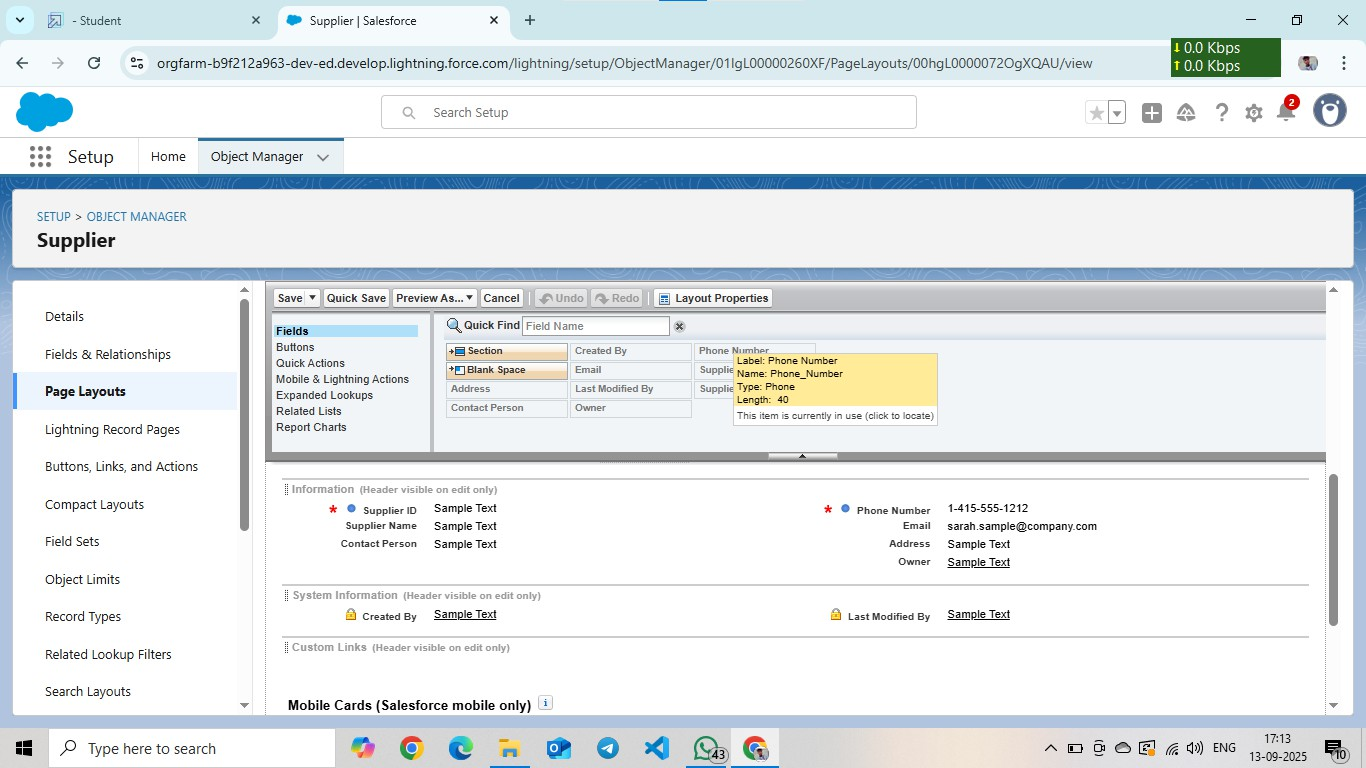 - Student
Supplier | Salesforce
orgfarm-b9f212a963-dev-ed.develop.lightning.force.com/lightning/setup/ObjectManager/01IgL00000260XF/PageLayouts/00hgL0000072OgXQAU/view
0.0 Kbps
0.0 Kbps
Search Setup
2
Setup
Home
Object Manager
SETUP > OBJECT MANAGER
Supplier
Details
Fields & Relationships
Page Layouts
Lightning Record Pages
Buttons, Links, and Actions
Compact Layouts
Field Sets
Object Limits
Record Types
Related Lookup Filters
Search Layouts
Save Quick Save Preview As... Cancel Undo Redo Layout Properties
Fields
Buttons
Quick Actions
Mobile & Lightning Actions
Expanded Lookups
Related Lists
Report Charts
Quick Find Field Name
Section Created By Phone Number
Blank Space Email
Address Last Modified By
Contact Person Owner
Label: Phone Number
Name: Phone_Number
Type: Phone
Length: 40
This item is currently in use (click to locate)
Information (Header visible on edit only)
* Supplier ID Sample Text * Phone Number 1-415-555-1212
Supplier Name Sample Text Email sarah.sample@company.com
Contact Person Sample Text Address Sample Text
Owner Sample Text
System Information (Header visible on edit only)
Created By Sample Text Last Modified By Sample Text
Custom Links (Header visible on edit only)
Mobile Cards (Salesforce mobile only) i
Type here to search
43
ENG
17:13
13-09-2025
10